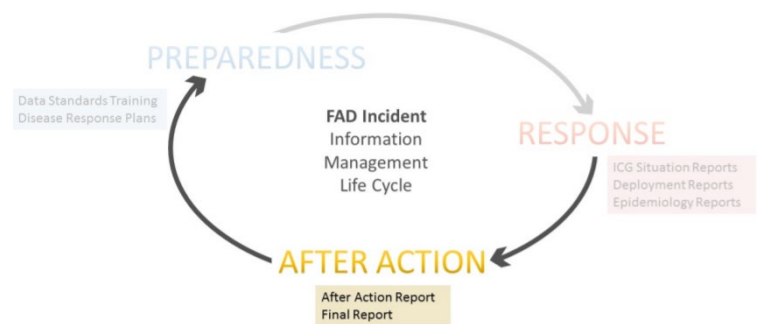 PREPAREDNESS
Data Standards Training
Disease Response Plans
FAD Incident
Information
Management
Life Cycle
RESPONSE
ICG Situation Reports
Deployment Reports
Epidemiology Reports
AFTER ACTION
After Action Report
Final Report